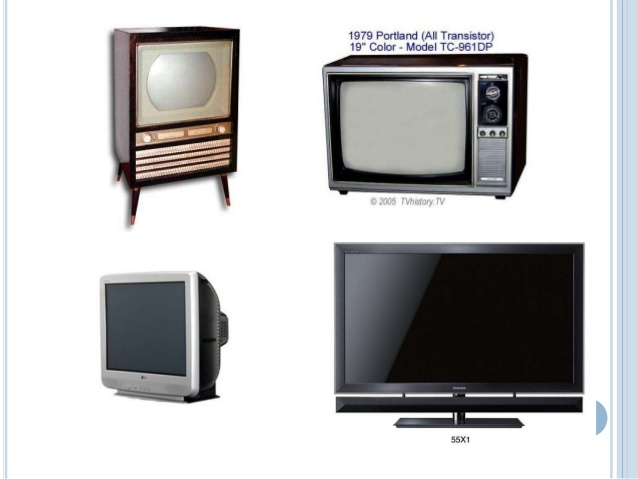 1979 Portland (All Transistor)
19" Color - Model TC-961DP
© 2005 TVhistory.TV
55X1